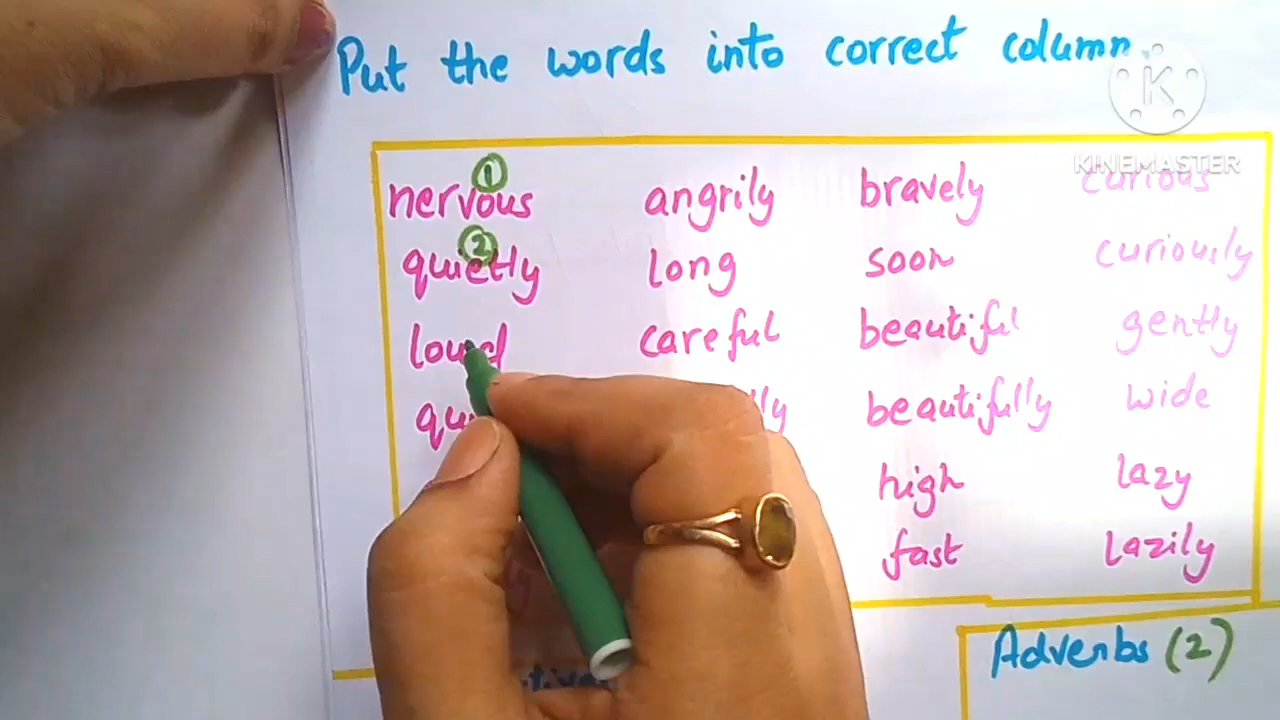 Put the words into correct column.
K
KINEMASTER
1
nervous angrily bravely curious
2
quietly long soon curiously
loud careful beautiful gently
beautifully wide
high lazy
fast lazily
Adverbs (2)